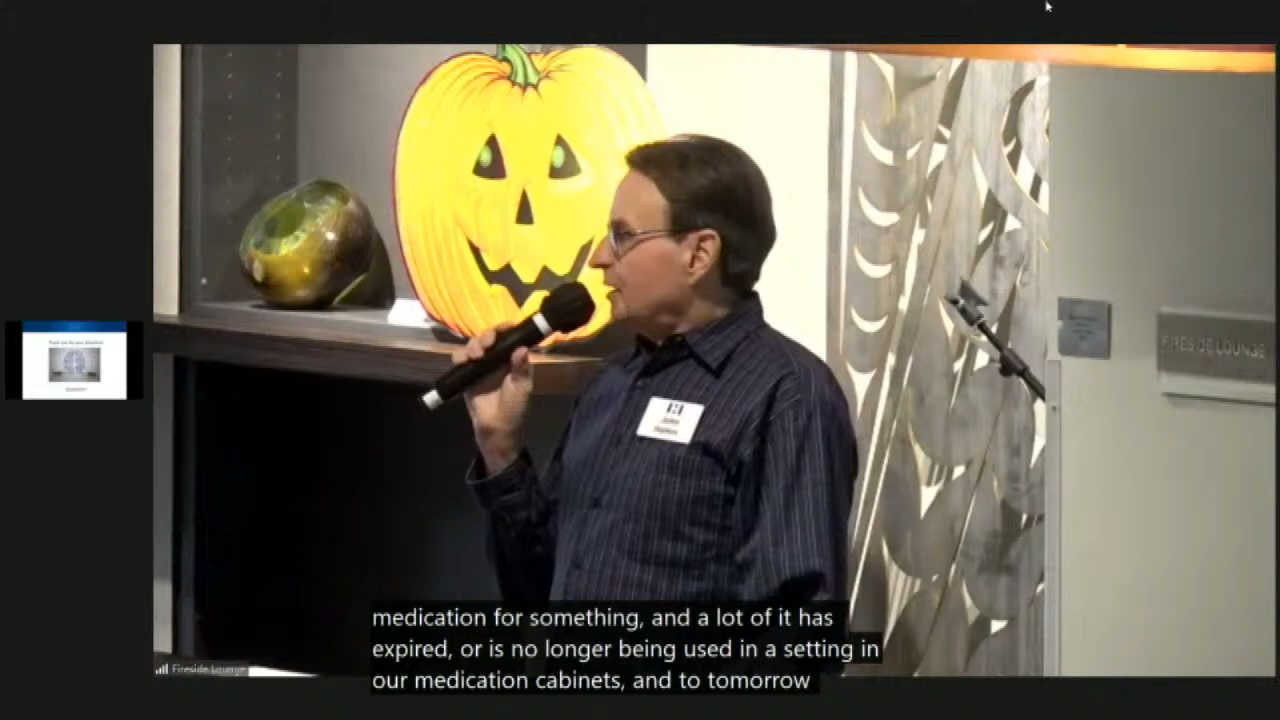 FIRESIDE LOUNGE
John
Fireside Lounge
medication for something, and a lot of it has
expired, or is no longer being used in a setting in
our medication cabinets, and to tomorrow